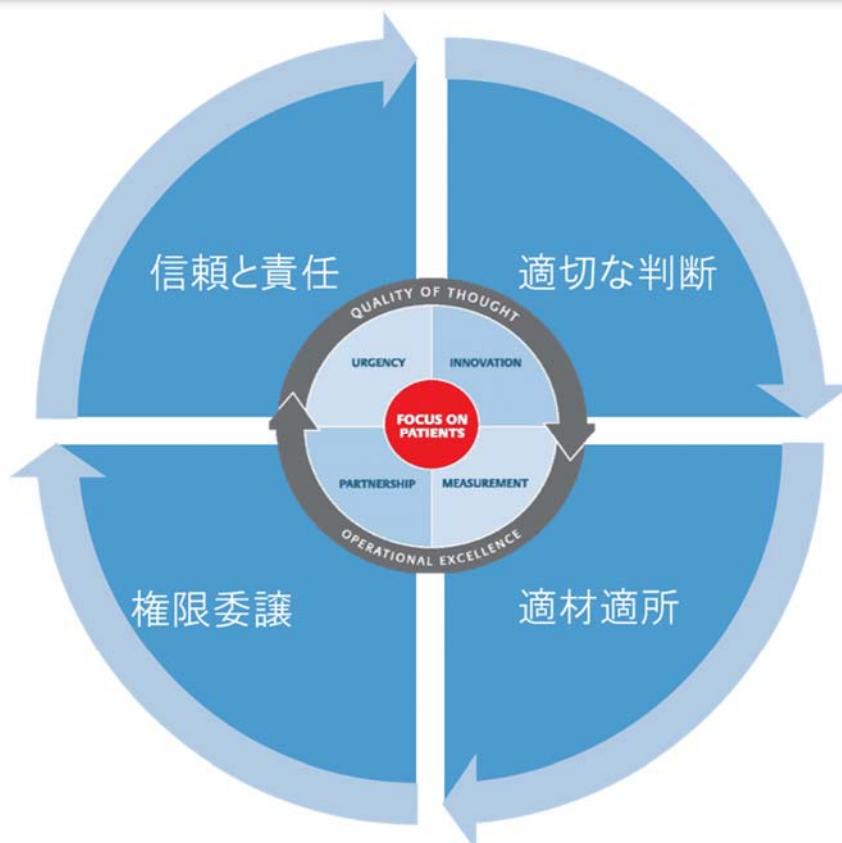 信頼と責任
適切な判断
QUALITY OF THOUGHT
URGENCY
INNOVATION
FOCUS ON
PATIENTS
PARTNERSHIP
MEASUREMENT
OPERATIONAL EXCELLENCE
権限委譲
適材適所